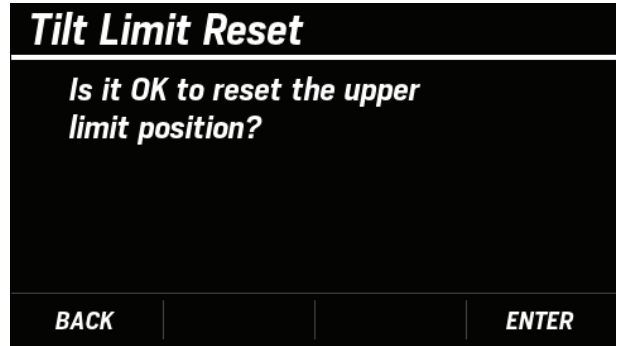 Tilt Limit Reset
Is it OK to reset the upper
limit position?
BACK
ENTER